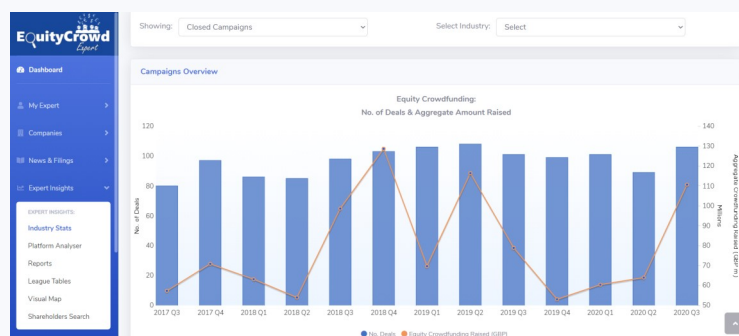 EquityCrowd
Expert
Dashboard
My Expert
Companies
News & Filings
Expert Insights
EXPERT INSIGHTS:
Industry Stats
Platform Analyser
Reports
League Tables
Visual Map
Shareholders Search
Showing: Closed Campaigns
Select Industry: Select
Campaigns Overview
Equity Crowdfunding:
No. of Deals & Aggregate Amount Raised
No. of Deals
120
100
80
60
40
20
0
2017 Q3 2017 Q4 2018 Q1 2018 Q2 2018 Q3 2018 Q4 2019 Q1 2019 Q2 2019 Q3 2019 Q4 2020 Q1 2020 Q2 2020 Q3
140
130
120
110
100
90
80
70
60
50
Millions
Aggregate Crowdfunding Raised (GBP m)
No. Deals Equity Crowdfunding Raised (GBP)